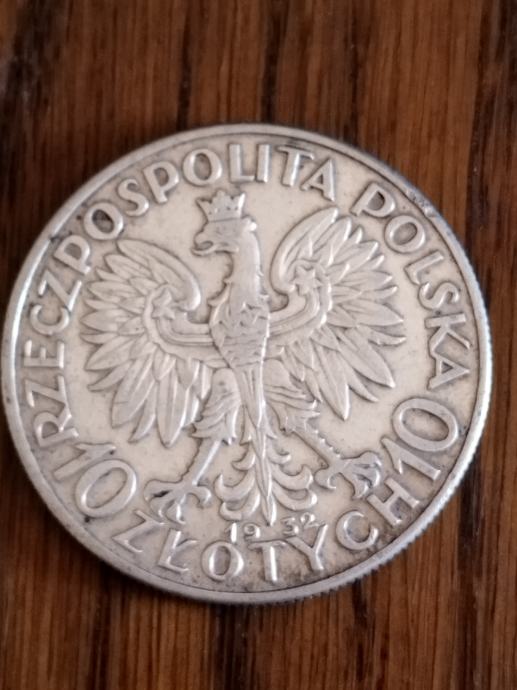 RZECZPOSPOLITA POLSKA
1932
10 ZŁOTYCH 10